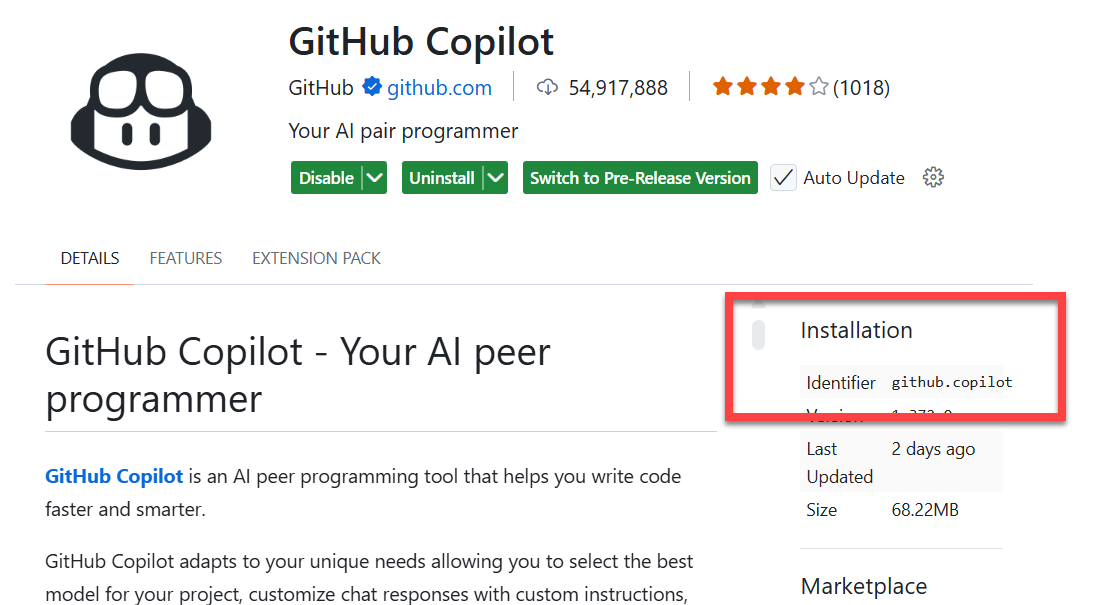 GitHub Copilot
GitHub github.com 54,917,888 (1018)
Your AI pair programmer
Disable Uninstall Switch to Pre-Release Version Auto Update
DETAILS FEATURES EXTENSION PACK
GitHub Copilot - Your AI peer
programmer
GitHub Copilot is an AI peer programming tool that helps you write code
faster and smarter.
GitHub Copilot adapts to your unique needs allowing you to select the best
model for your project, customize chat responses with custom instructions,
Installation
Identifier github.copilot
Version
Last 2 days ago
Updated
Size 68.22MB
Marketplace